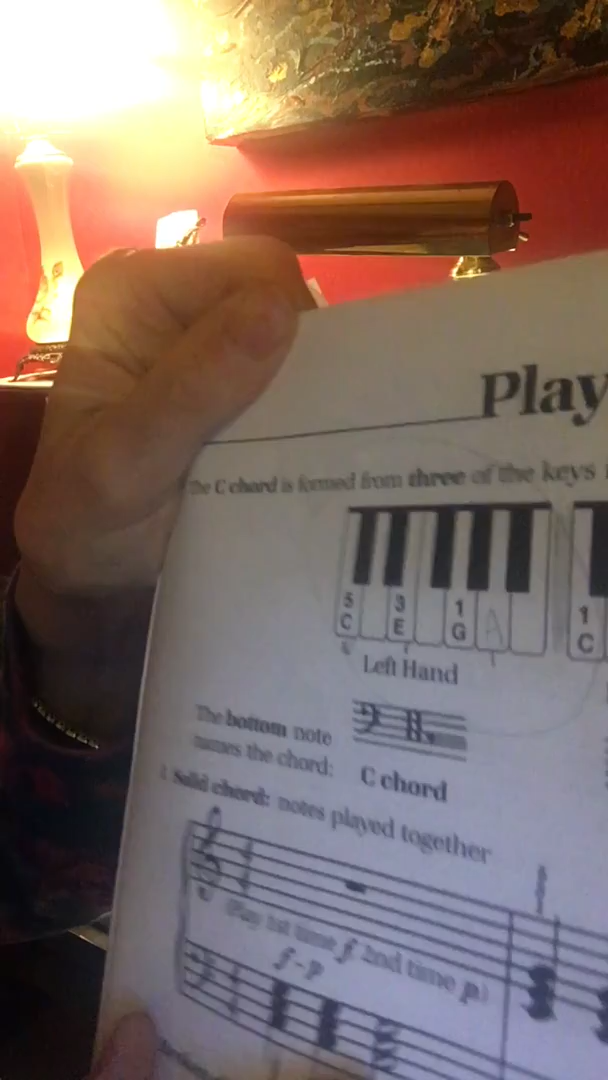 Play
The C chord is formed from three of the keys
5 3 1 1
C E G A C
Left Hand
The bottom note
names the chord:
C chord
Solid chord: notes played together
(Play 1st time f, 2nd time p)
f-p